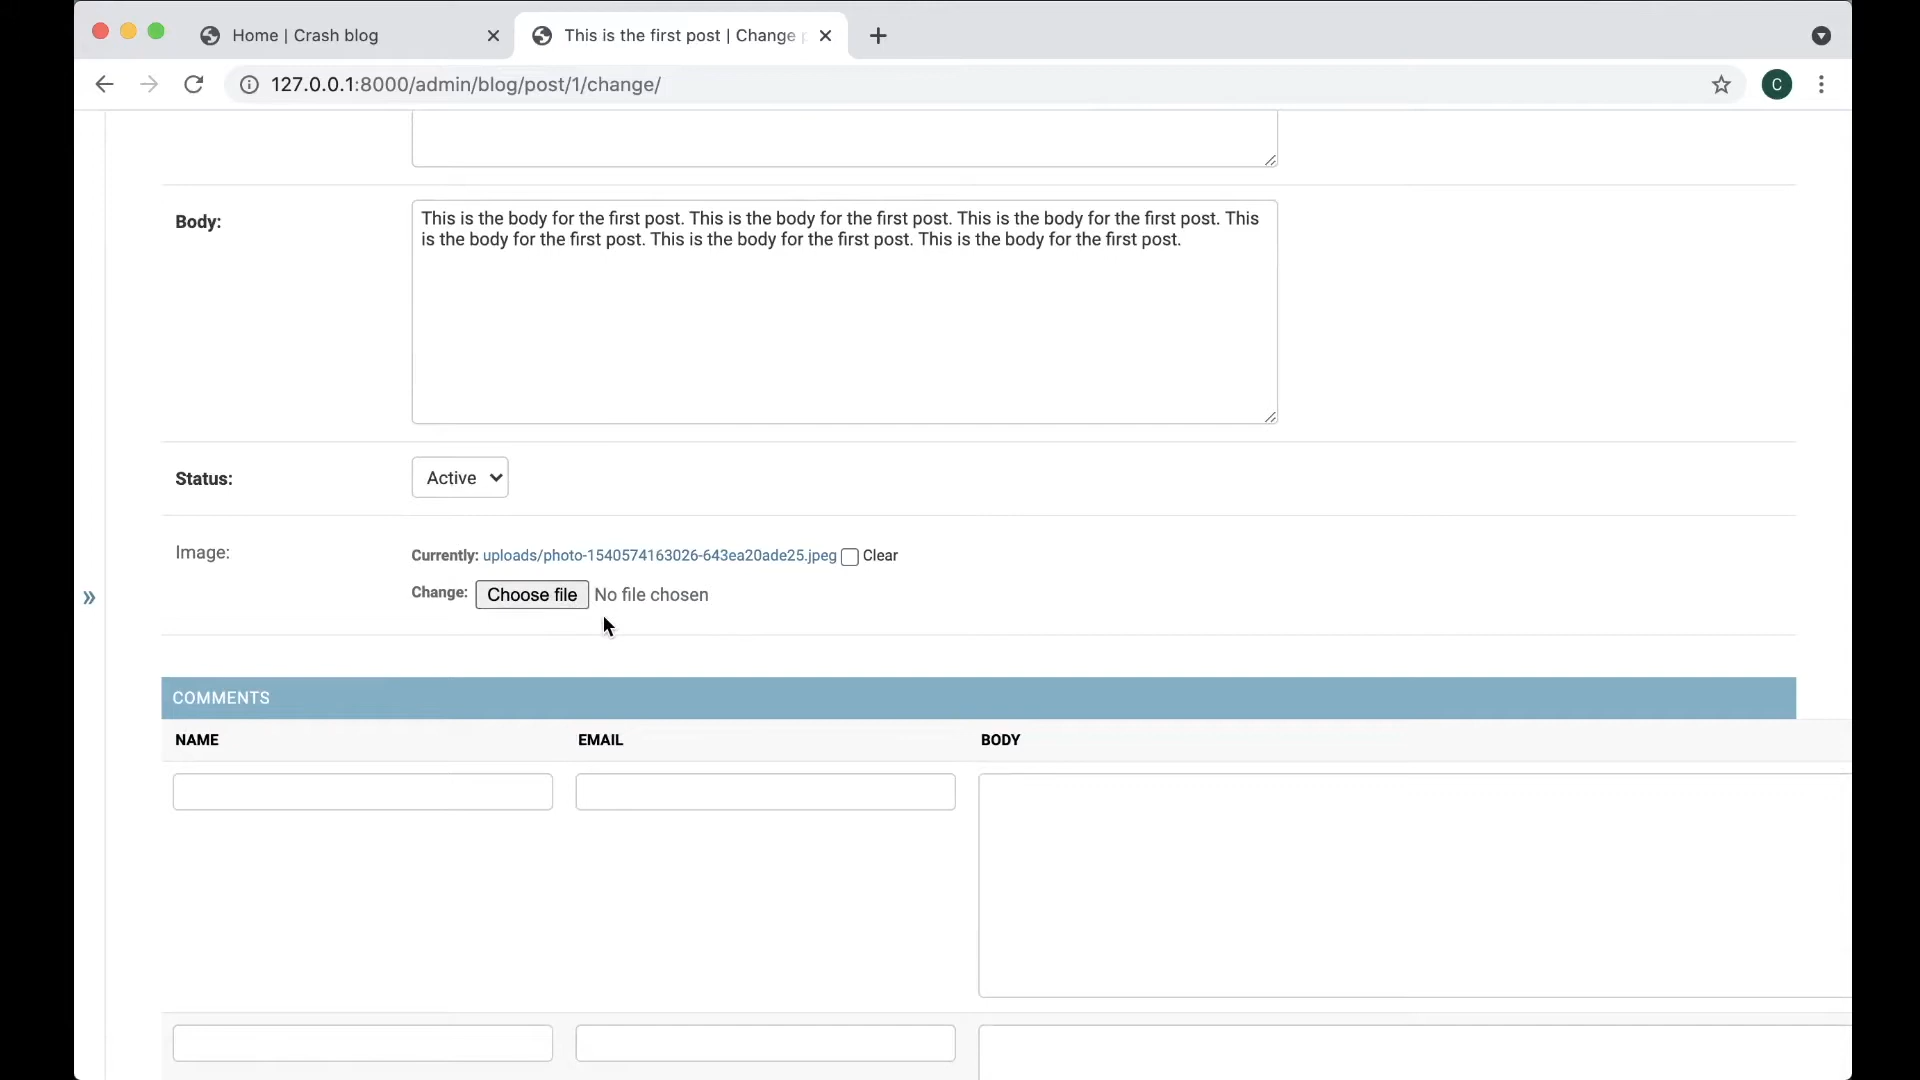 Home | Crash blog
This is the first post | Change
127.0.0.1:8000/admin/blog/post/1/change/
C
Body:
This is the body for the first post. This is the body for the first post. This is the body for the first post. This
is the body for the first post. This is the body for the first post. This is the body for the first post.
Status:
Active
Image:
Currently: uploads/photo-1540574163026-643ea20ade25.jpeg Clear
Change: Choose file No file chosen
»
COMMENTS
NAME EMAIL BODY